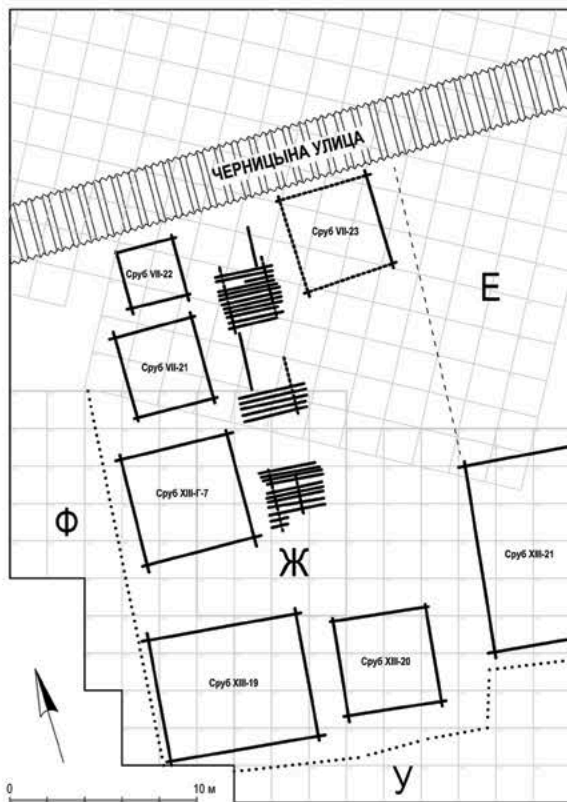 ЧЕРНИЦЫНА УЛИЦА
Сруб VII-23
Сруб VII-22
Е
Сруб VII-21
Сруб XIII-Г-7
Ф
Ж
Сруб XIII-21
Сруб XIII-20
Сруб XIII-19
У
0 10 м